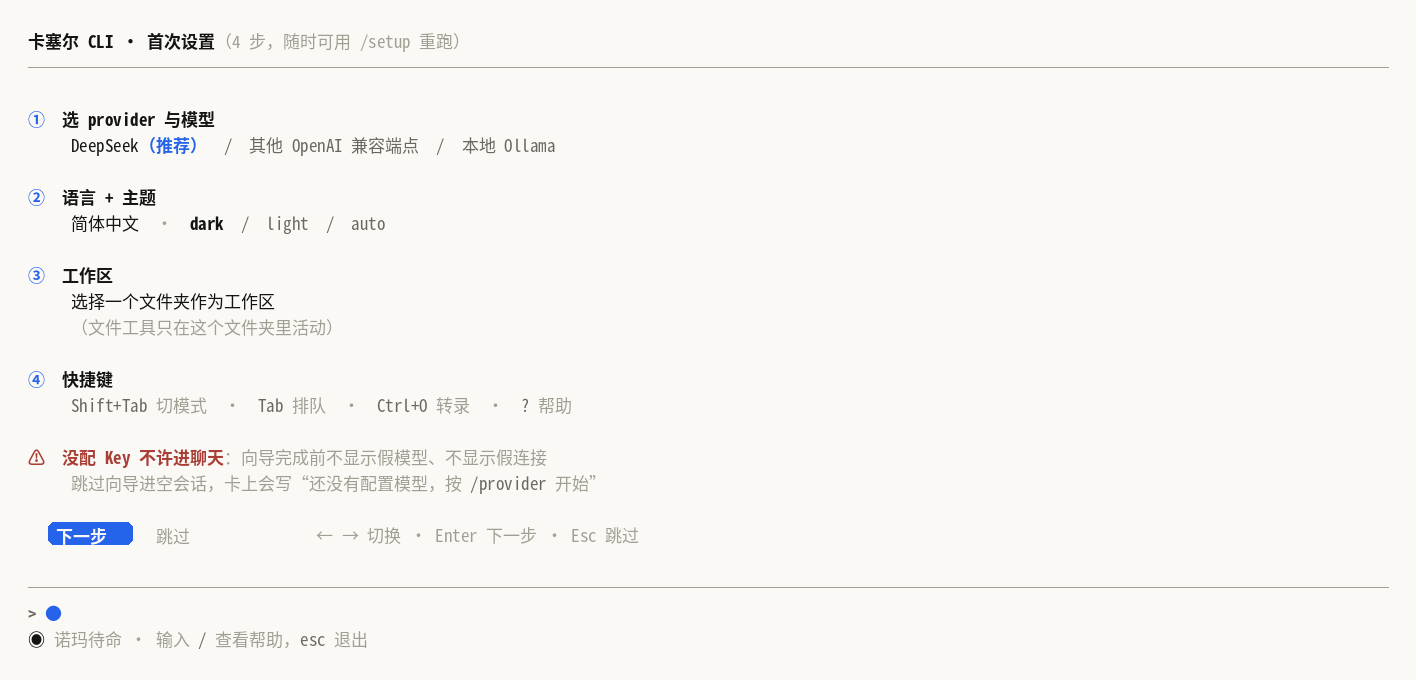 卡塞尔 CLI · 首次设置（4 步，随时可用 /setup 重跑）
① 选 provider 与模型
DeepSeek（推荐） / 其他 OpenAI 兼容端点 / 本地 Ollama
② 语言 + 主题
简体中文 · dark / light / auto
③ 工作区
选择一个文件夹作为工作区
（文件工具只在这个文件夹里活动）
④ 快捷键
Shift+Tab 切模式 · Tab 排队 · Ctrl+O 转录 · ? 帮助
⚠ 没配 Key 不许进聊天：向导完成前不显示假模型、不显示假连接
跳过向导进空会话，卡上会写“还没有配置模型，按 /provider 开始”
下一步 跳过 ← → 切换 · Enter 下一步 · Esc 跳过
> ●
◉ 诺玛待命 · 输入 / 查看帮助，esc 退出